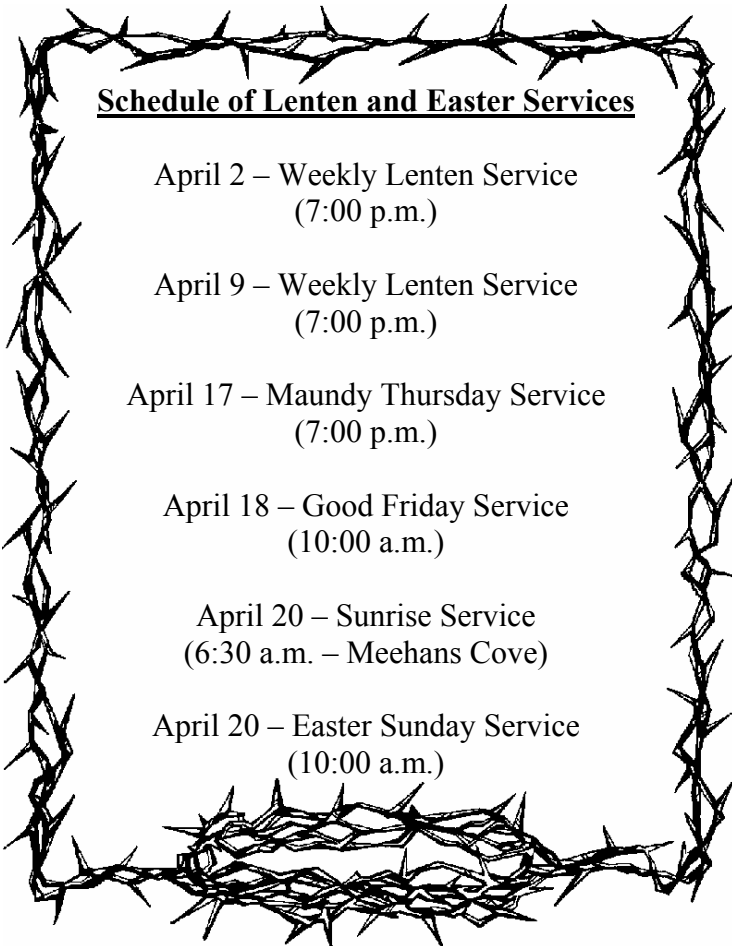 Schedule of Lenten and Easter Services
April 2 – Weekly Lenten Service
(7:00 p.m.)
April 9 – Weekly Lenten Service
(7:00 p.m.)
April 17 – Maundy Thursday Service
(7:00 p.m.)
April 18 – Good Friday Service
(10:00 a.m.)
April 20 – Sunrise Service
(6:30 a.m. – Meehans Cove)
April 20 – Easter Sunday Service
(10:00 a.m.)